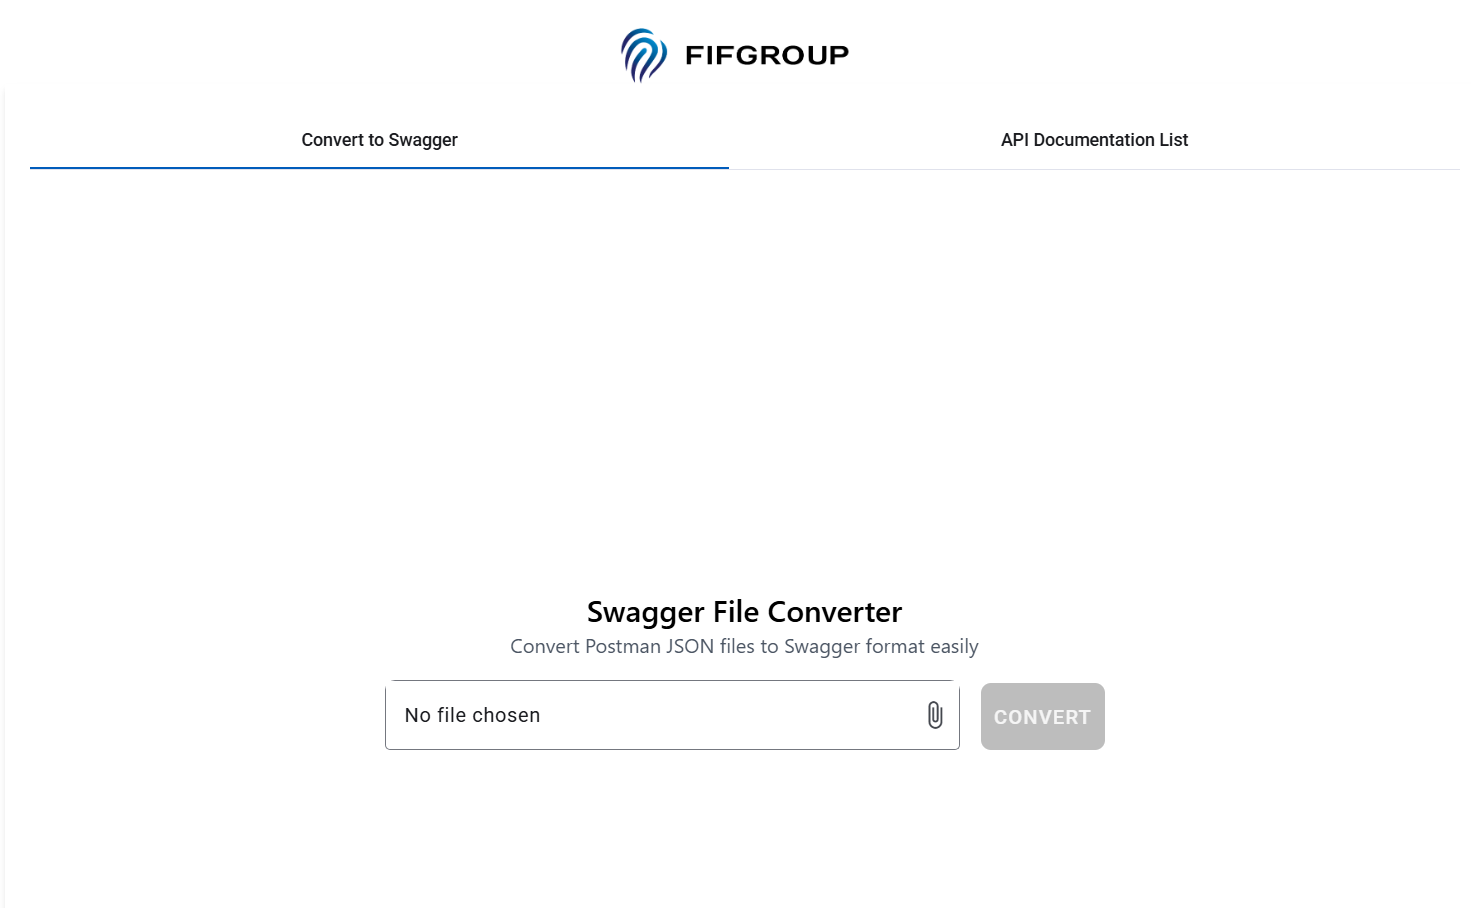 FIFGROUP
Convert to Swagger
API Documentation List
Swagger File Converter
Convert Postman JSON files to Swagger format easily
No file chosen
CONVERT